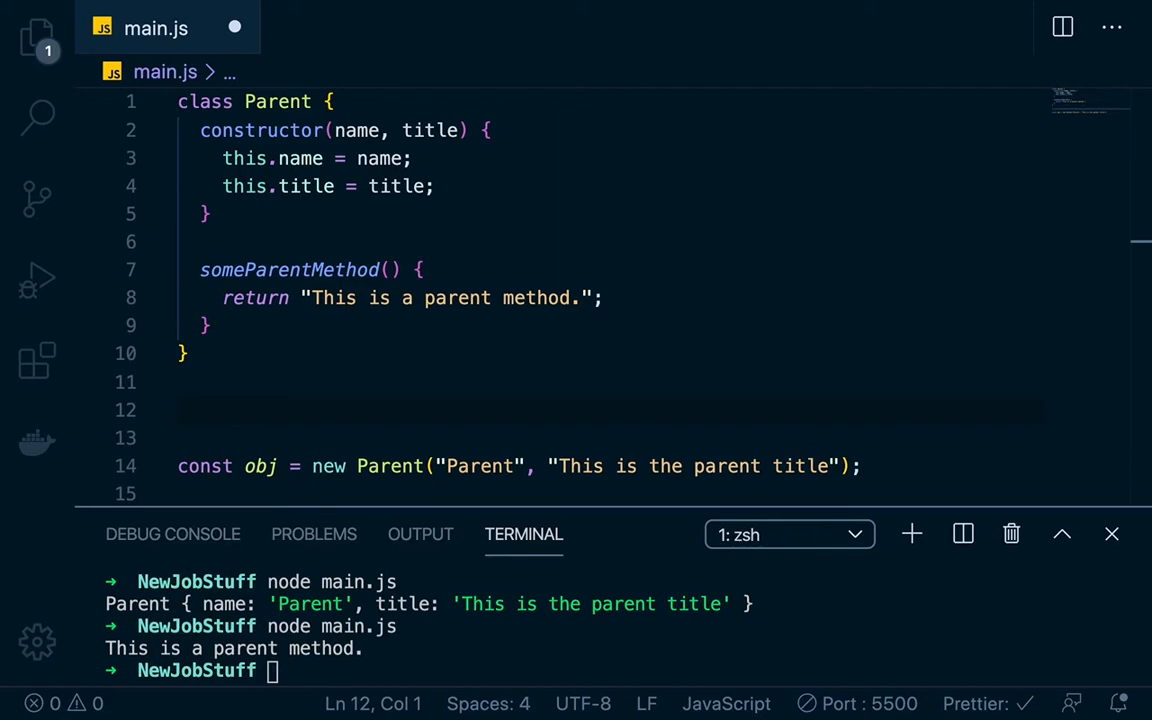 JS main.js
1
JS main.js > ...
1 class Parent {
2 constructor(name, title) {
3 this.name = name;
4 this.title = title;
5 }
6
7 someParentMethod() {
8 return "This is a parent method.";
9 }
10 }
11
12
13
14 const obj = new Parent("Parent", "This is the parent title");
15
DEBUG CONSOLE PROBLEMS OUTPUT TERMINAL 1: zsh
→ NewJobStuff node main.js
Parent { name: 'Parent', title: 'This is the parent title' }
→ NewJobStuff node main.js
This is a parent method.
→ NewJobStuff
0 0 Ln 12, Col 1 Spaces: 4 UTF-8 LF JavaScript Port : 5500 Prettier: ✓